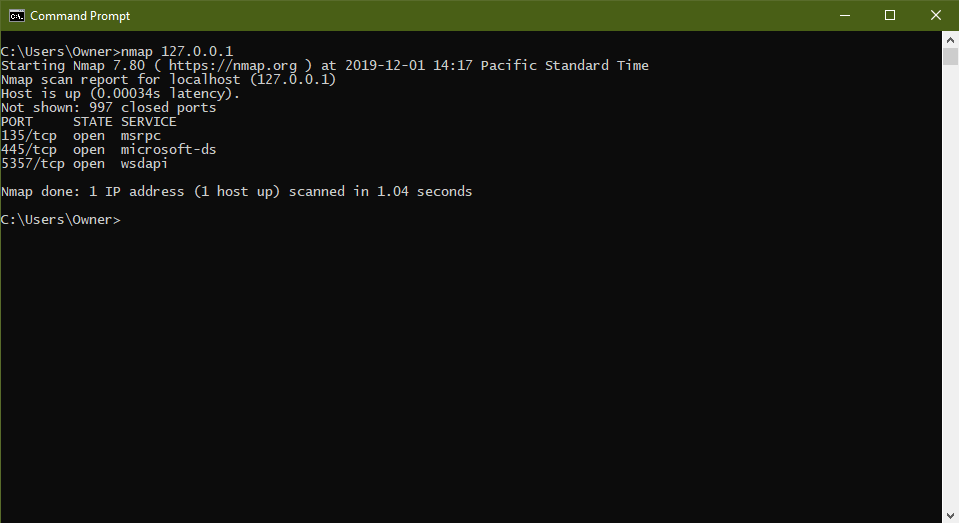 Command Prompt
C:\Users\Owner>nmap 127.0.0.1
Starting Nmap 7.80 ( https://nmap.org ) at 2019-12-01 14:17 Pacific Standard Time
Nmap scan report for localhost (127.0.0.1)
Host is up (0.00034s latency).
Not shown: 997 closed ports
PORT     STATE SERVICE
135/tcp  open  msrpc
445/tcp  open  microsoft-ds
5357/tcp open  wsdapi
Nmap done: 1 IP address (1 host up) scanned in 1.04 seconds
C:\Users\Owner>